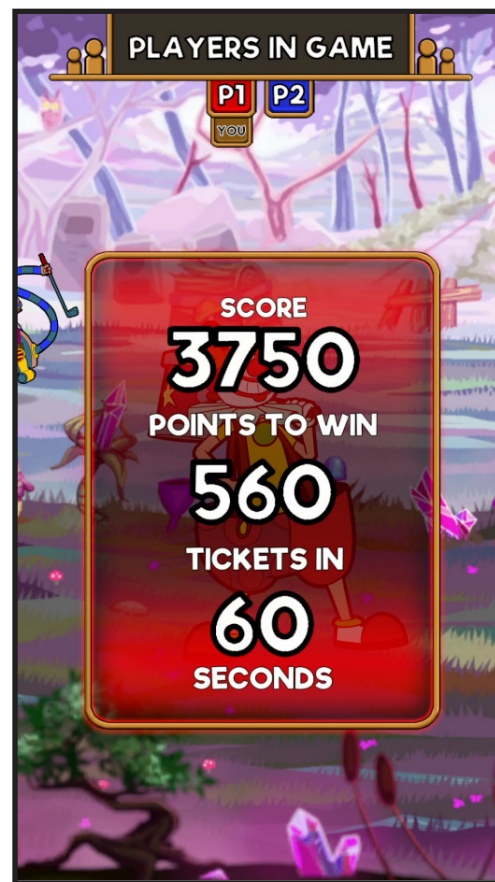 PLAYERS IN GAME
P1 P2
YOU
SCORE
3750
POINTS TO WIN
560
TICKETS IN
60
SECONDS